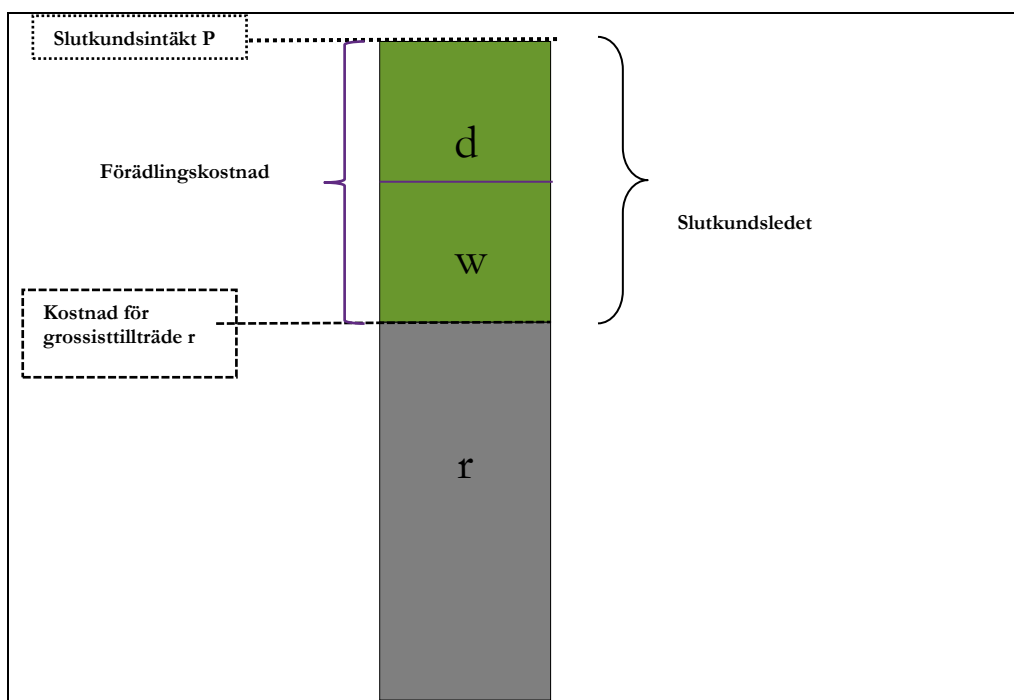 Slutkundsintäkt P
d
Förädlingskostnad
Slutkundsledet
w
Kostnad för
grossisttillträde r
r